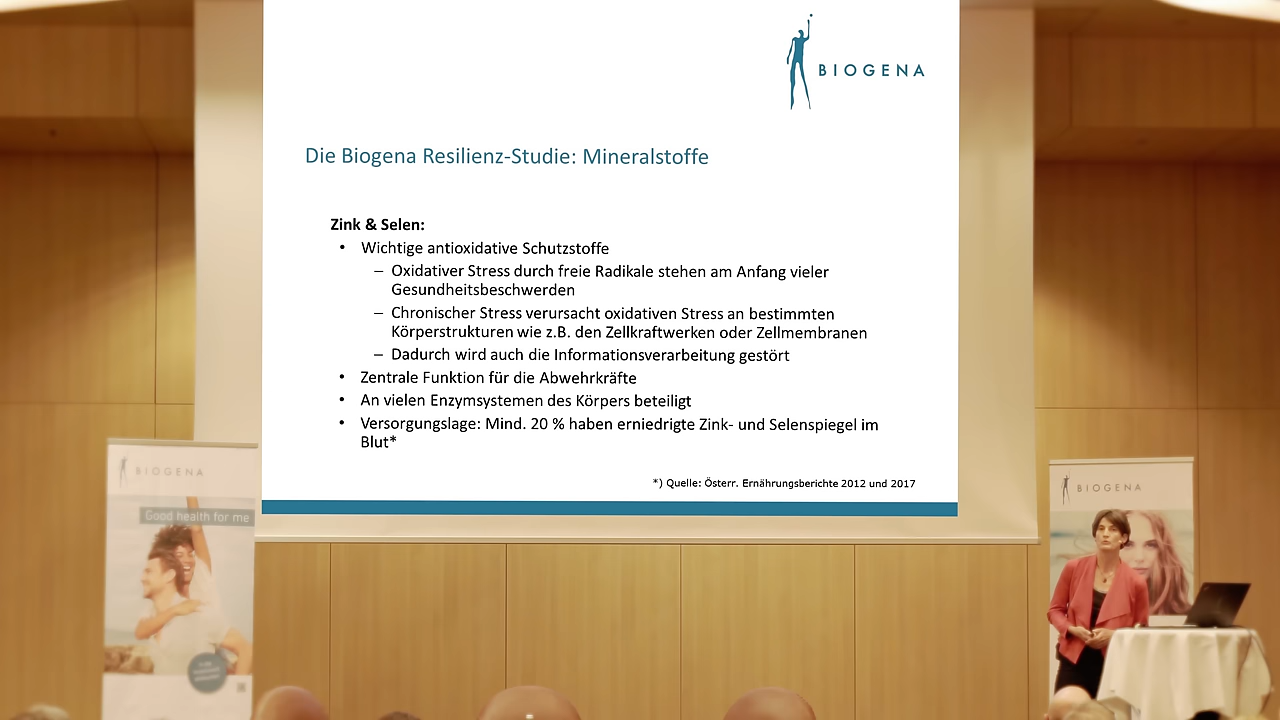 BIOGENA
Die Biogena Resilienz-Studie: Mineralstoffe
Zink & Selen:
• Wichtige antioxidative Schutzstoffe
– Oxidativer Stress durch freie Radikale stehen am Anfang vieler
Gesundheitsbeschwerden
– Chronischer Stress verursacht oxidativen Stress an bestimmten
Körperstrukturen wie z.B. den Zellkraftwerken oder Zellmembranen
– Dadurch wird auch die Informationsverarbeitung gestört
• Zentrale Funktion für die Abwehrkräfte
• An vielen Enzymsystemen des Körpers beteiligt
• Versorgungslage: Mind. 20 % haben erniedrigte Zink- und Selenspiegel im
Blut*
*) Quelle: Österr. Ernährungsberichte 2012 und 2017
BIOGENA
Good health for me
BIOGENA